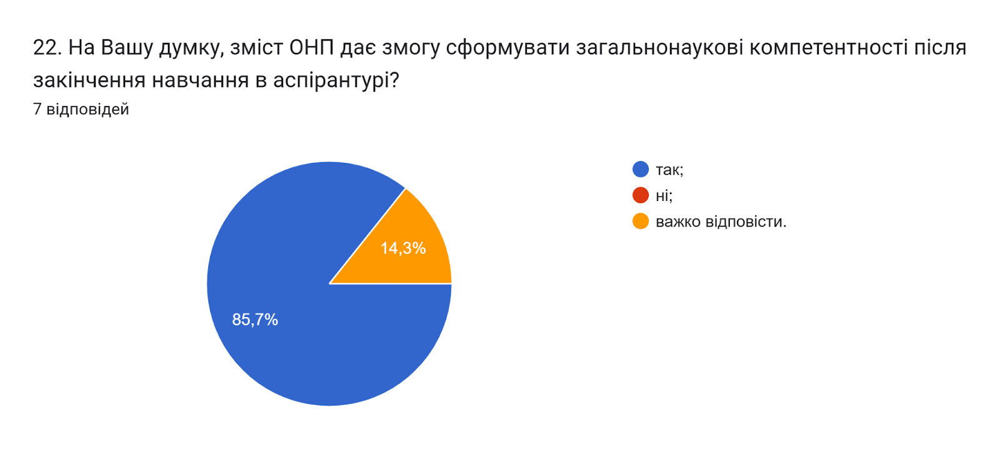 22. На Вашу думку, зміст ОНП дає змогу сформувати загальнонаукові компетентності після
закінчення навчання в аспірантурі?
7 відповідей
так;
ні;
важко відповісти.
14,3%
85,7%